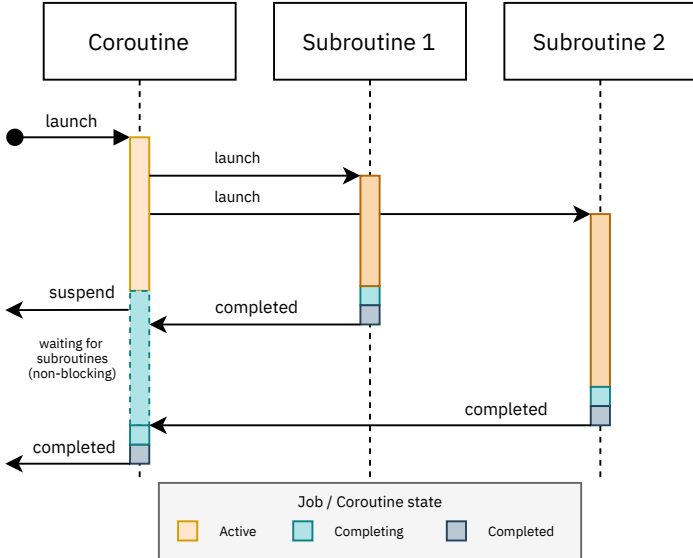 Coroutine
Subroutine 1
Subroutine 2
launch
launch
launch
suspend
completed
waiting for
subroutines
(non-blocking)
completed
completed
Job / Coroutine state
Active
Completing
Completed